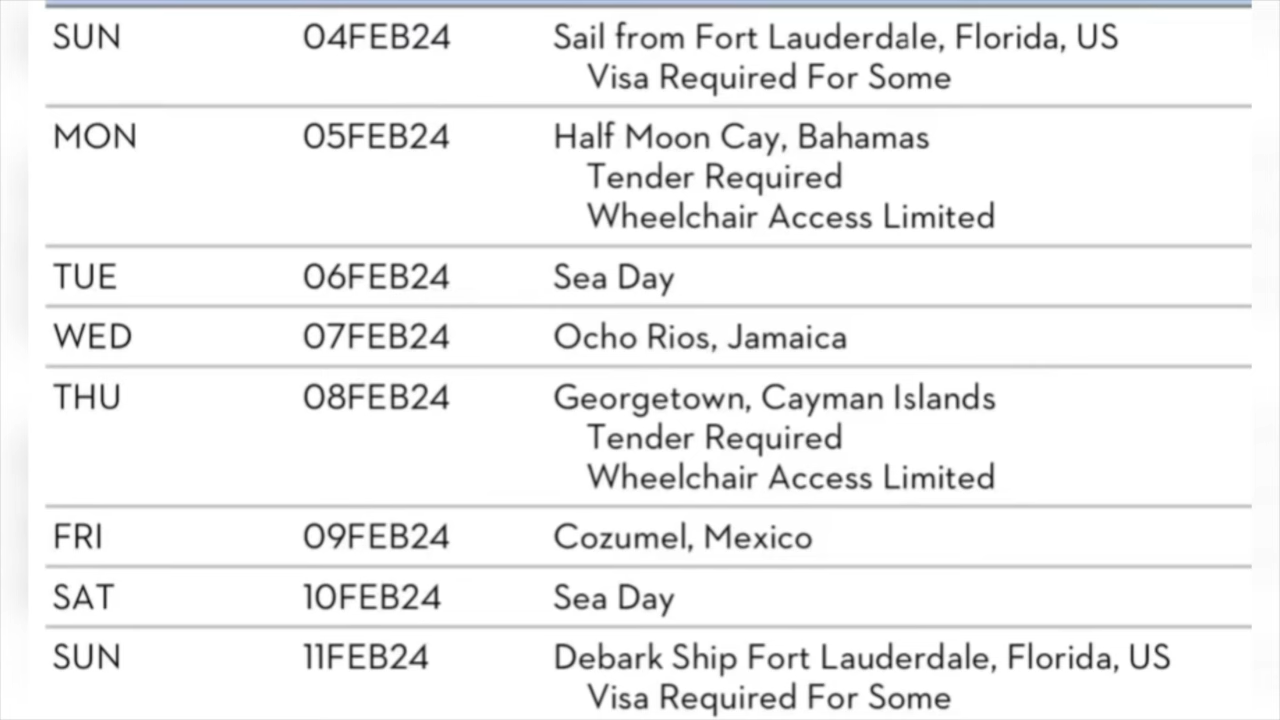 SUN 04FEB24 Sail from Fort Lauderdale, Florida, US
Visa Required For Some
MON 05FEB24 Half Moon Cay, Bahamas
Tender Required
Wheelchair Access Limited
TUE 06FEB24 Sea Day
WED 07FEB24 Ocho Rios, Jamaica
THU 08FEB24 Georgetown, Cayman Islands
Tender Required
Wheelchair Access Limited
FRI 09FEB24 Cozumel, Mexico
SAT 10FEB24 Sea Day
SUN 11FEB24 Debark Ship Fort Lauderdale, Florida, US
Visa Required For Some